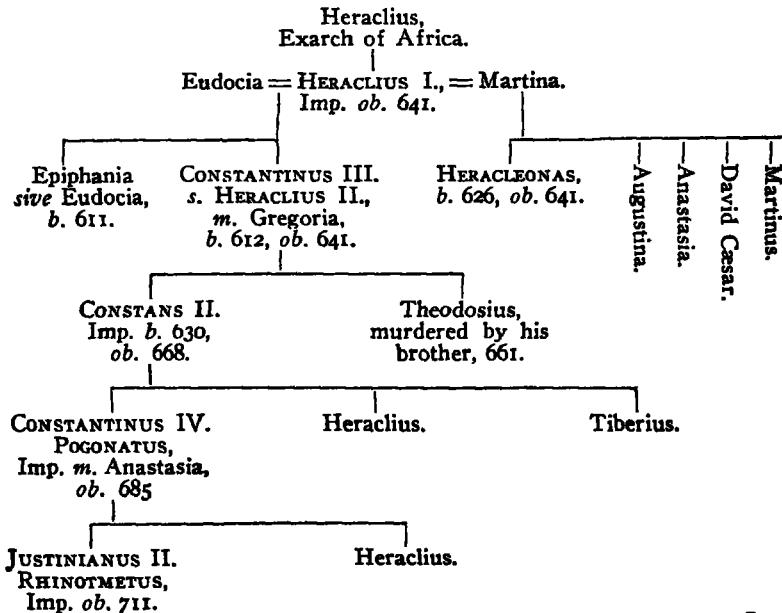 Heraclius,
Exarch of Africa.
Eudocia = HERACLIUS I., = Martina.
Imp. ob. 641.
Epiphania
sive Eudocia,
b. 611.
CONSTANTINUS III.
s. HERACLIUS II.,
m. Gregoria,
b. 612, ob. 641.
HERACLEONAS,
b. 626, ob. 641.
Augustina.
Anastasia.
David Cæsar.
Martinus.
CONSTANS II.
Imp. b. 630,
ob. 668.
Theodosius,
murdered by his
brother, 661.
CONSTANTINUS IV.
POGONATUS,
Imp. m. Anastasia,
ob. 685
Heraclius.
Tiberius.
JUSTINIANUS II.
RHINOTMETUS,
Imp. ob. 711.
Heraclius.